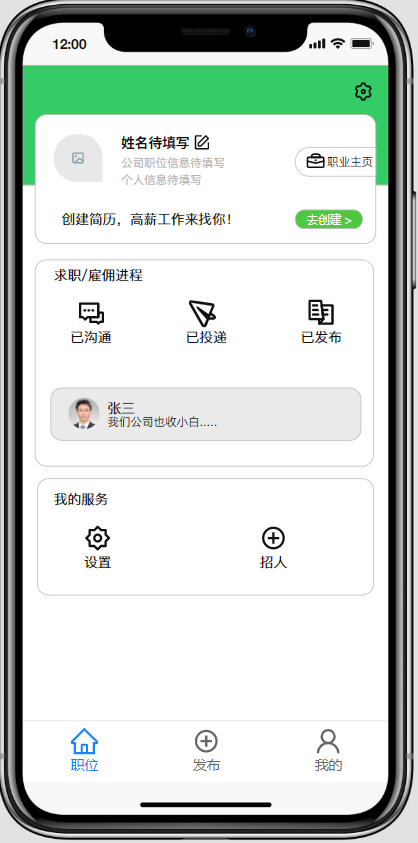 12:00
姓名待填写
公司职位信息待填写
职业主页
个人信息待填写
创建简历，高薪工作来找你！
去创建 >
求职/雇佣进程
已沟通 已投递 已发布
张三
我们公司也收小白.....
我的服务
设置 招人
职位 发布 我的